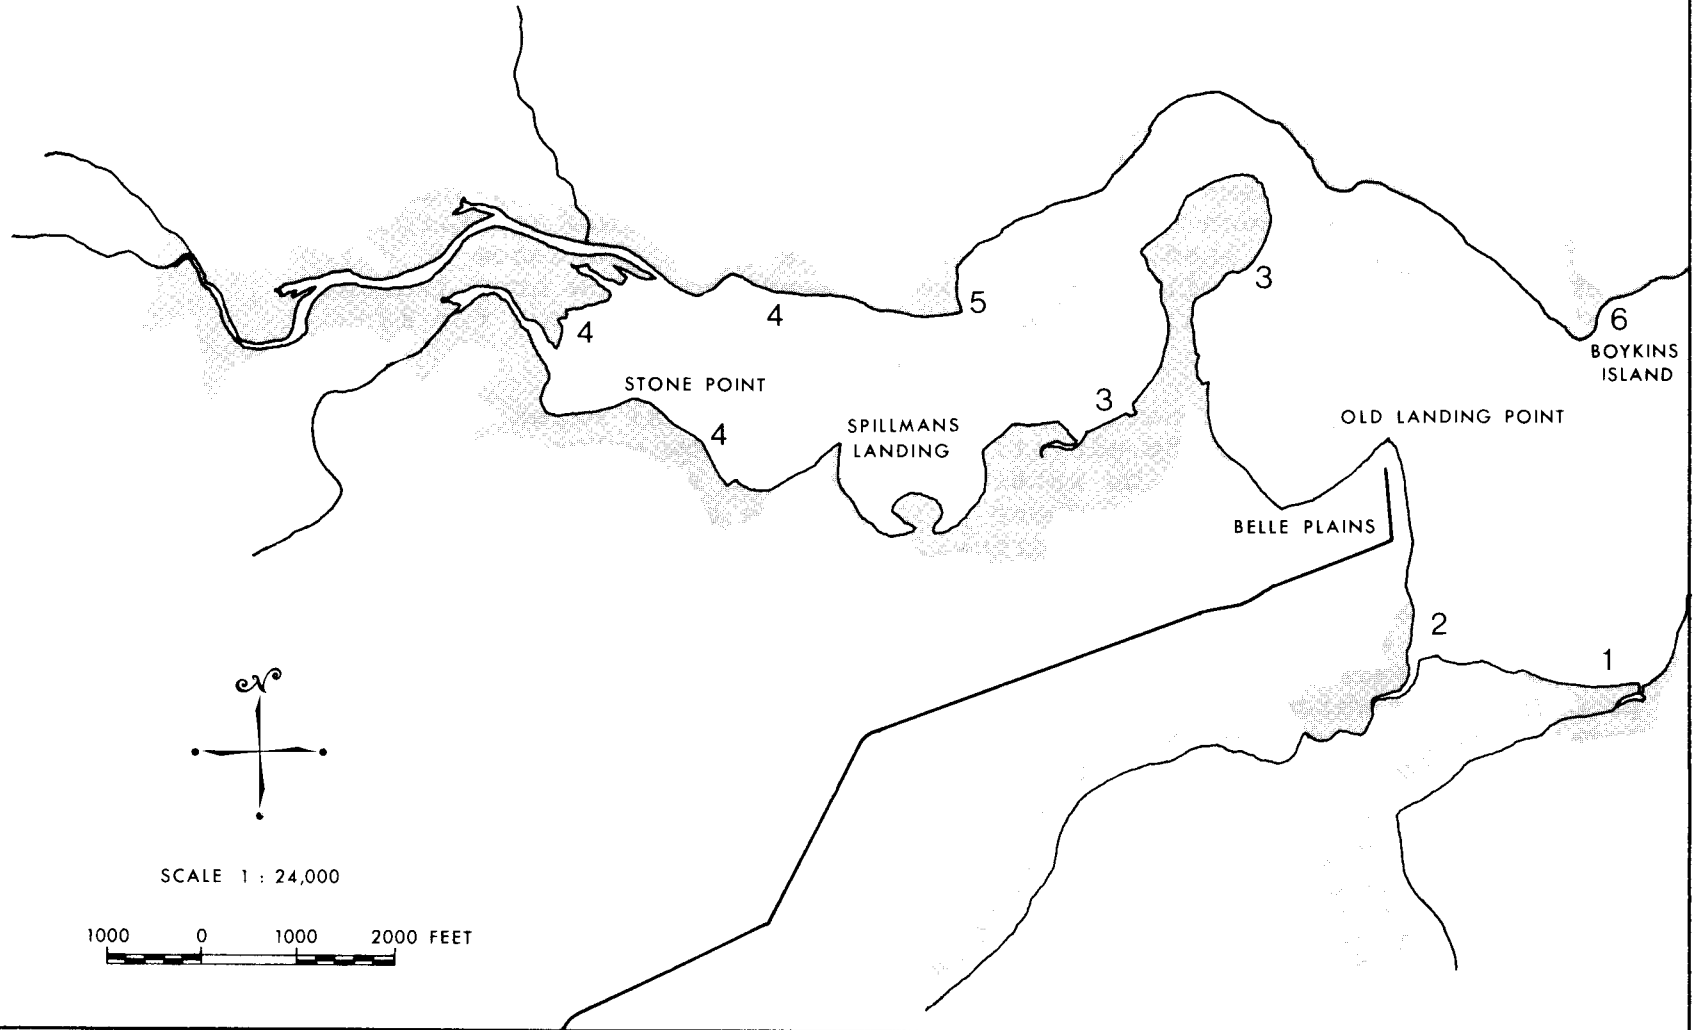 3
5
4
6
BOYKINS
ISLAND
4
STONE POINT
3
OLD LANDING POINT
4
SPILLMANS
LANDING
BELLE PLAINS
2
1
N
SCALE 1 : 24,000
1000 0 1000 2000 FEET